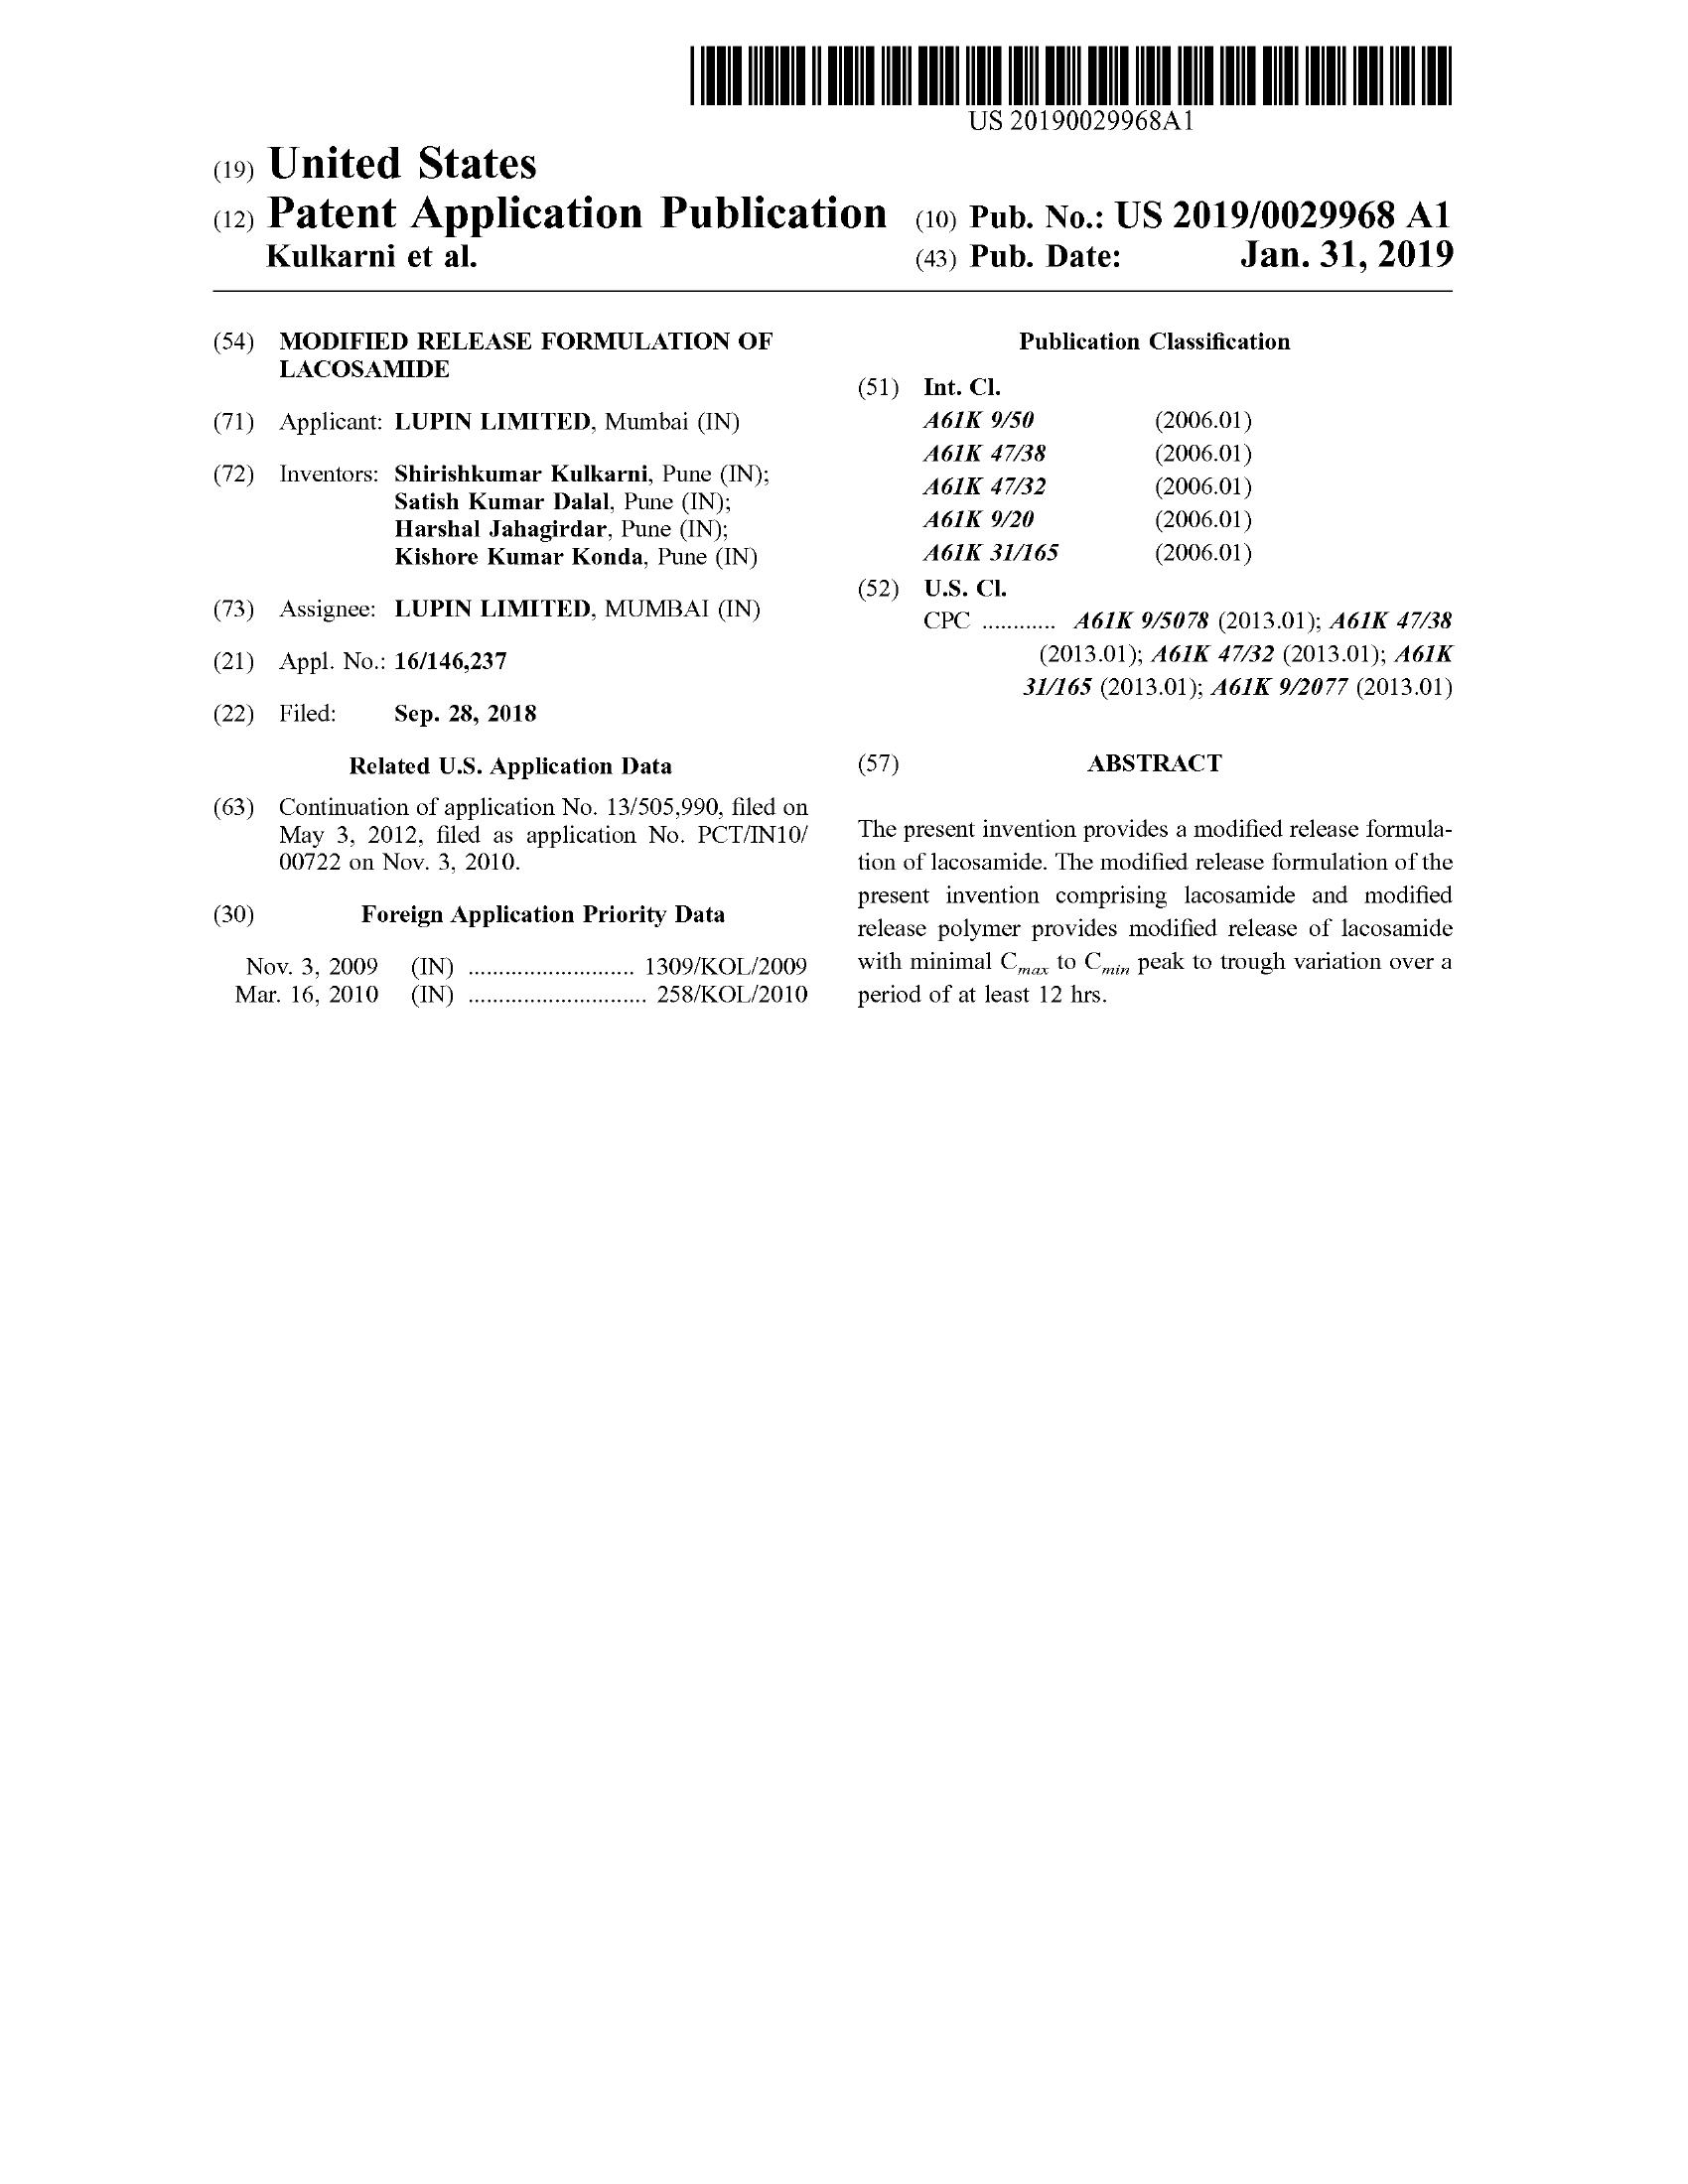 US 20190029968A1
(19) United States
(12) Patent Application Publication
Kulkarni et al.
(10) Pub. No.: US 2019/0029968 A1
(43) Pub. Date: Jan. 31, 2019
(54) MODIFIED RELEASE FORMULATION OF
LACOSAMIDE
(71) Applicant: LUPIN LIMITED, Mumbai (IN)
(72) Inventors: Shirishkumar Kulkarni, Pune (IN);
Satish Kumar Dalal, Pune (IN);
Harshal Jahagirdar, Pune (IN);
Kishore Kumar Konda, Pune (IN)
(73) Assignee: LUPIN LIMITED, MUMBAI (IN)
(21) Appl. No.: 16/146,237
(22) Filed: Sep. 28, 2018
Related U.S. Application Data
(63) Continuation of application No. 13/505,990, filed on
May 3, 2012, filed as application No. PCT/IN10/
00722 on Nov. 3, 2010.
(30) Foreign Application Priority Data
Nov. 3, 2009 (IN) ........................... 1309/KOL/2009
Mar. 16, 2010 (IN) ............................. 258/KOL/2010
Publication Classification
(51) Int. Cl.
A61K 9/50 (2006.01)
A61K 47/38 (2006.01)
A61K 47/32 (2006.01)
A61K 9/20 (2006.01)
A61K 31/165 (2006.01)
(52) U.S. Cl.
CPC ............ A61K 9/5078 (2013.01); A61K 47/38
(2013.01); A61K 47/32 (2013.01); A61K
31/165 (2013.01); A61K 9/2077 (2013.01)
(57) ABSTRACT
The present invention provides a modified release formula-
tion of lacosamide. The modified release formulation of the
present invention comprising lacosamide and modified
release polymer provides modified release of lacosamide
with minimal Cmax to Cmin peak to trough variation over a
period of at least 12 hrs.